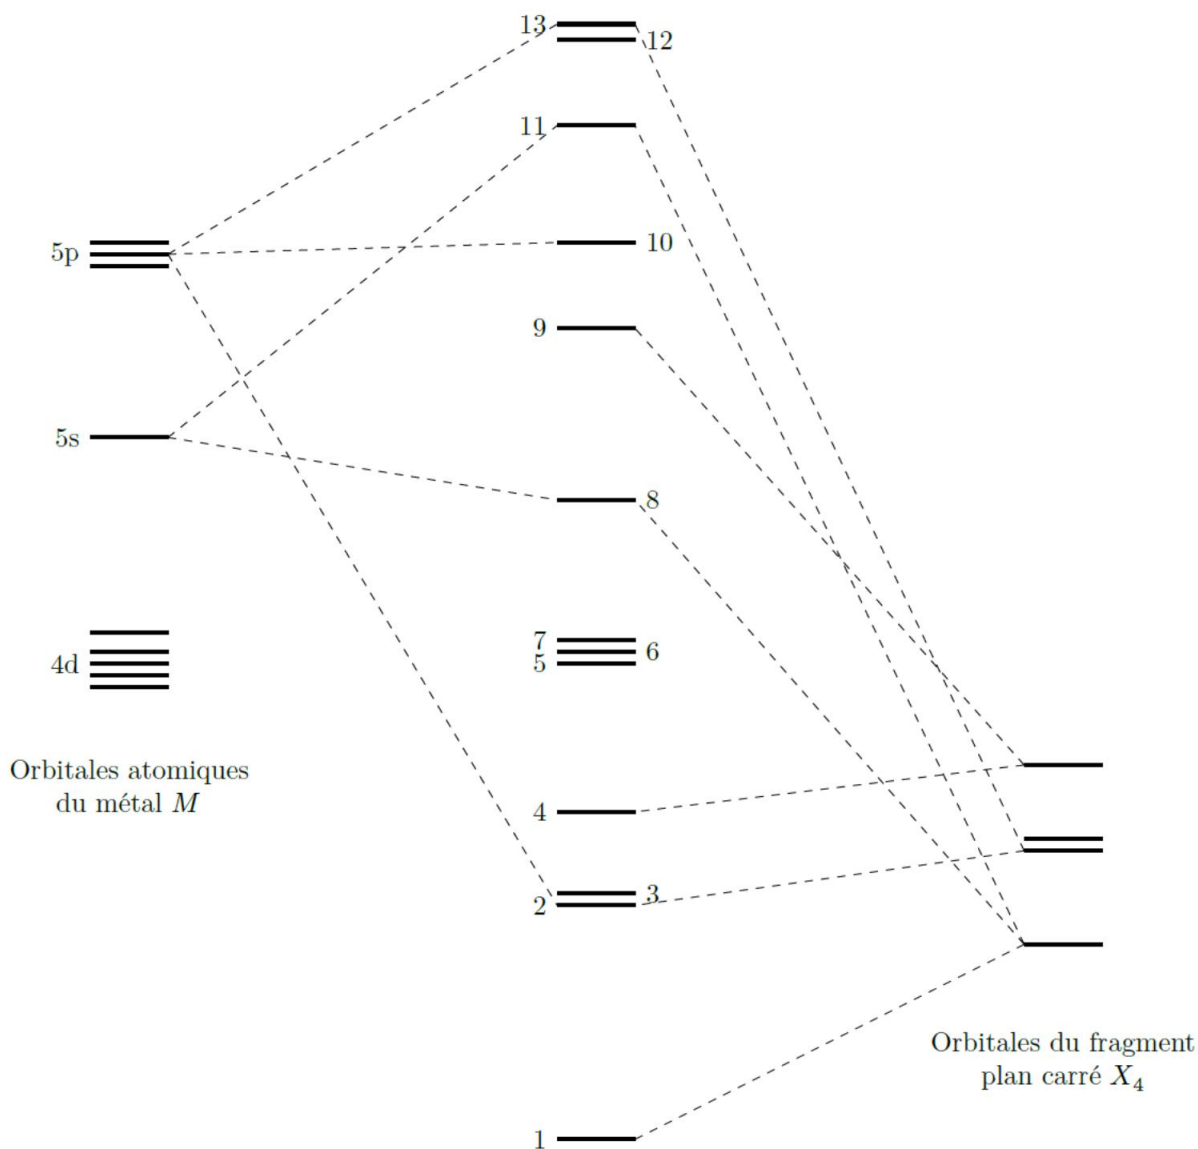 13
12
11
5p
10
9
5s
8
7
6
5
4d
Orbitales atomiques
du métal M
4
3
2
Orbitales du fragment
plan carré X₄
1